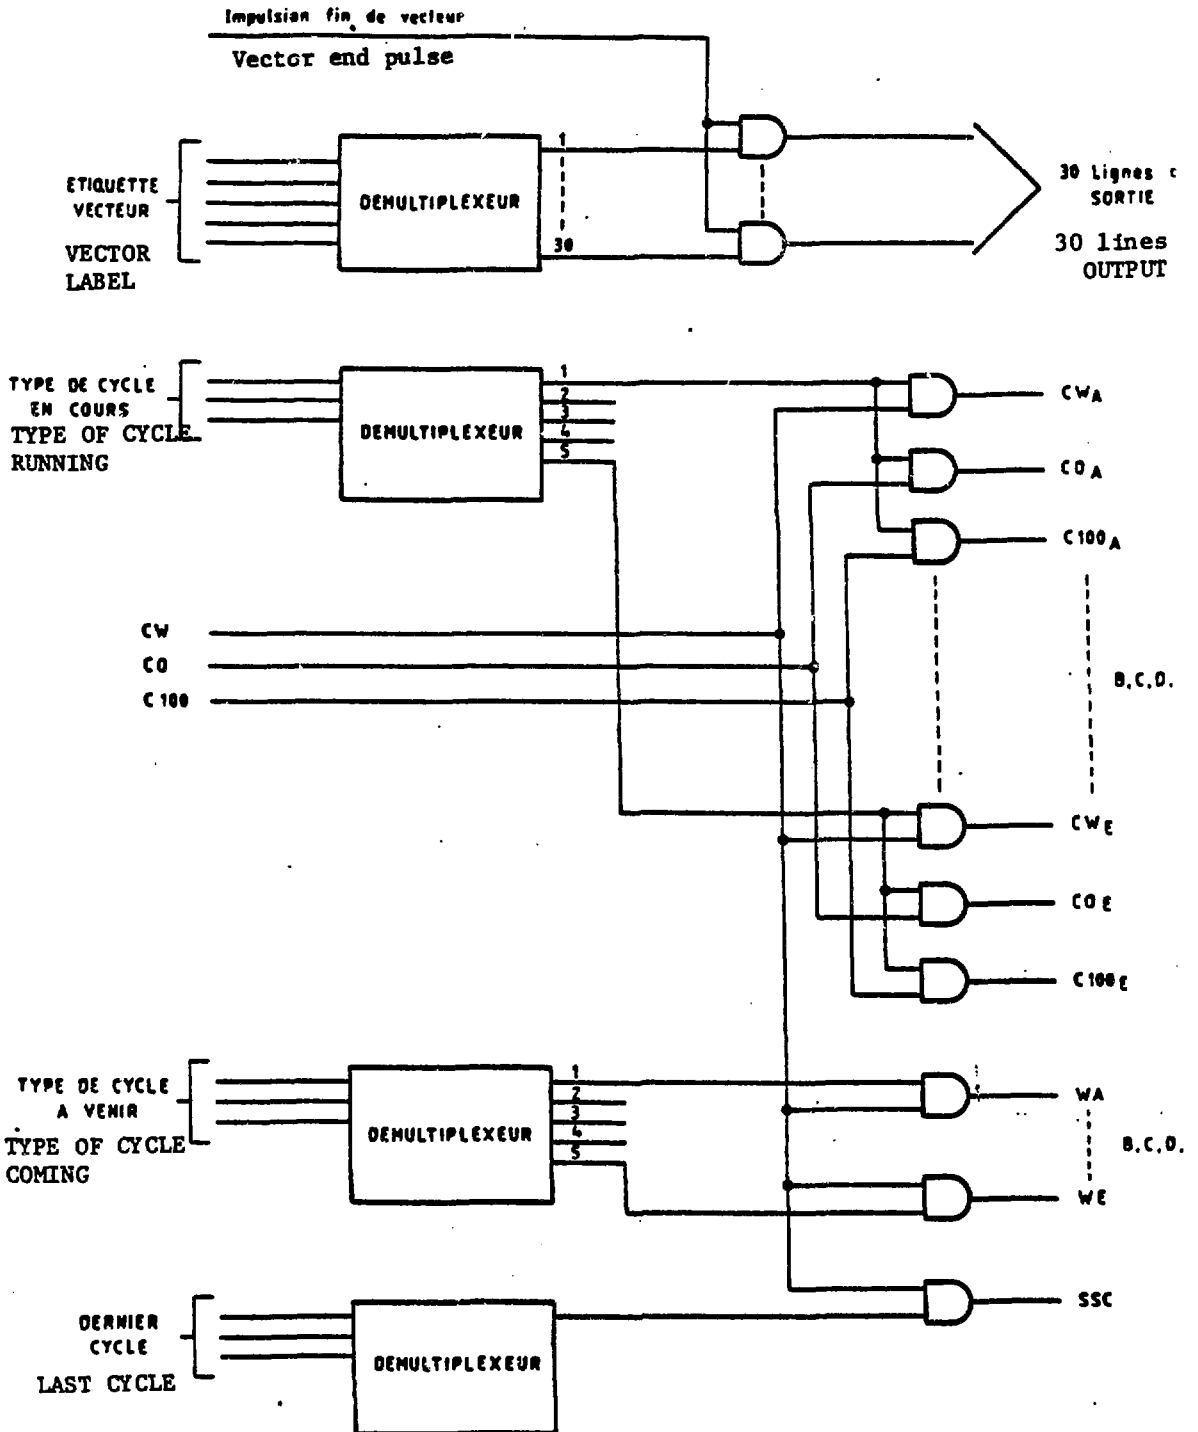 Impulsion fin de vecteur
Vector end pulse
ETIQUETTE
VECTEUR
VECTOR
LABEL
DEMULTIPLEXEUR
1
30
30 Lignes
SORTIE
30 lines
OUTPUT
TYPE DE CYCLE
EN COURS
TYPE OF CYCLE
RUNNING
DEMULTIPLEXEUR
1
2
3
4
5
CWA
COA
C100A
CW
CO
C100
B.C.D.
CWE
COE
C100E
TYPE DE CYCLE
A VENIR
TYPE OF CYCLE
COMING
DEMULTIPLEXEUR
1
2
3
4
5
WA
B.C.D.
WE
DERNIER
CYCLE
LAST CYCLE
DEMULTIPLEXEUR
SSC